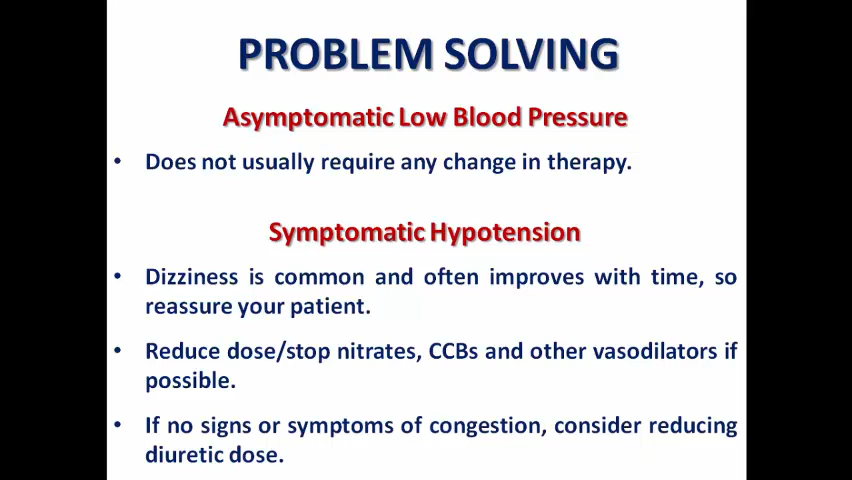 PROBLEM SOLVING
Asymptomatic Low Blood Pressure
• Does not usually require any change in therapy.
Symptomatic Hypotension
• Dizziness is common and often improves with time, so
reassure your patient.
• Reduce dose/stop nitrates, CCBs and other vasodilators if
possible.
• If no signs or symptoms of congestion, consider reducing
diuretic dose.